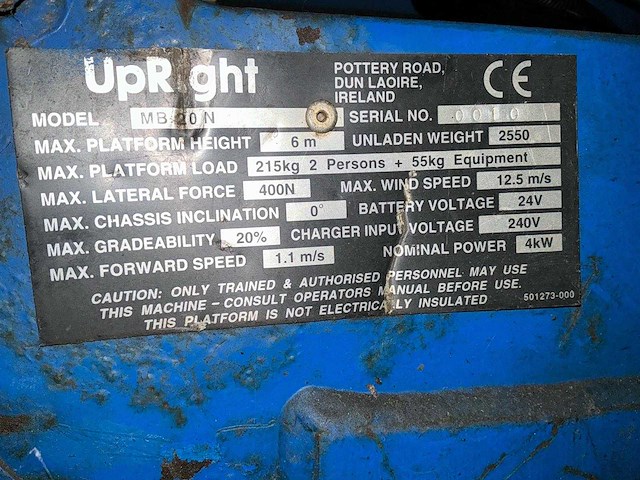 UpRight
POTTERY ROAD,
DUN LAOIRE,
IRELAND
CE
MODEL MB 20 N SERIAL NO. 0010
MAX. PLATFORM HEIGHT 6 m UNLADEN WEIGHT 2550
MAX. PLATFORM LOAD 215kg 2 Persons + 55kg Equipment
MAX. LATERAL FORCE 400N MAX. WIND SPEED 12.5 m/s
MAX. CHASSIS INCLINATION 0° BATTERY VOLTAGE 24V
MAX. GRADEABILITY 20% CHARGER INPUT VOLTAGE 240V
MAX. FORWARD SPEED 1.1 m/s NOMINAL POWER 4kW
CAUTION: ONLY TRAINED & AUTHORISED PERSONNEL MAY USE
THIS MACHINE - CONSULT OPERATORS MANUAL BEFORE USE.
THIS PLATFORM IS NOT ELECTRICALLY INSULATED
501273-000